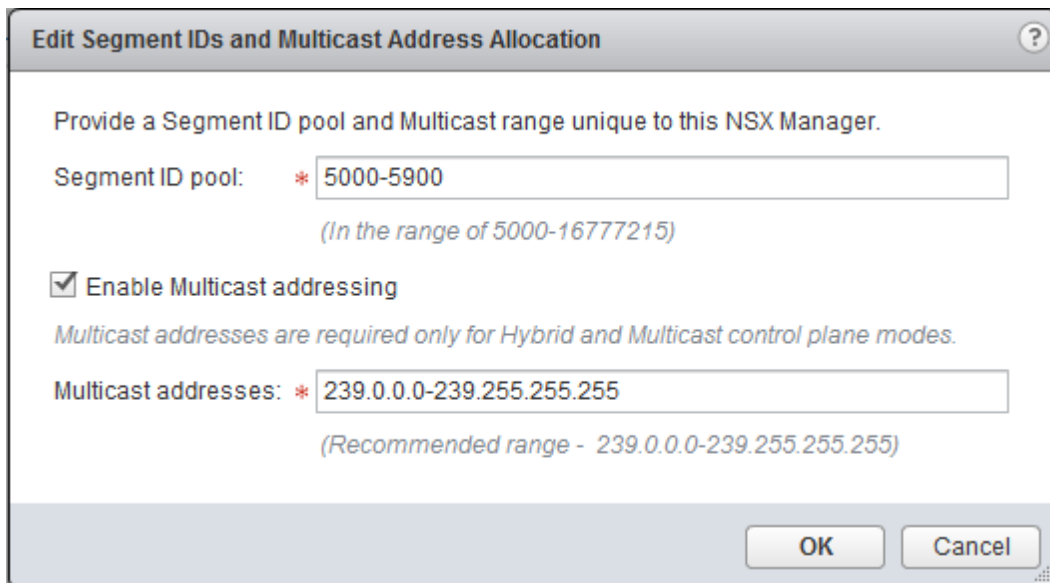 Edit Segment IDs and Multicast Address Allocation ?
Provide a Segment ID pool and Multicast range unique to this NSX Manager.
Segment ID pool: * 5000-5900
(In the range of 5000-16777215)
Enable Multicast addressing
Multicast addresses are required only for Hybrid and Multicast control plane modes.
Multicast addresses: * 239.0.0.0-239.255.255.255
(Recommended range - 239.0.0.0-239.255.255.255)
OK Cancel